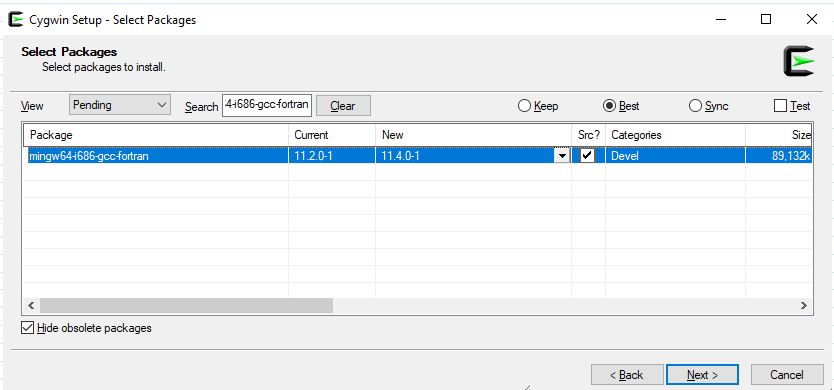 Cygwin Setup - Select Packages
Select Packages
Select packages to install.
View Pending Search 4-i686-gcc-fortran Clear Keep Best Sync Test
Package Current New Src? Categories Size
mingw64-i686-gcc-fortran 11.2.0-1 11.4.0-1 Devel 89,132k
Hide obsolete packages
< Back Next > Cancel